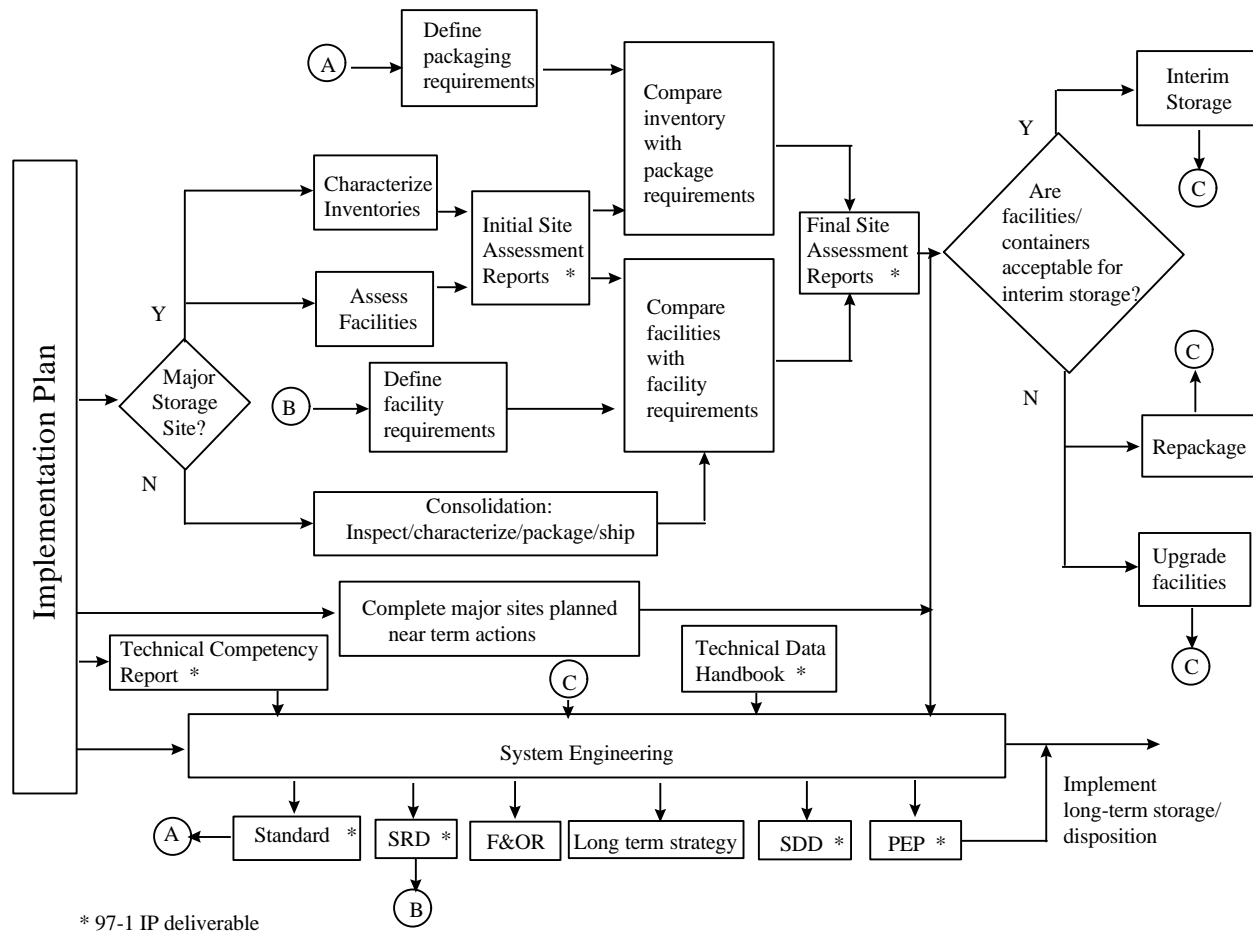 Define
packaging
requirements
A
Compare
inventory
with
package
requirements
Interim
Storage
Y
C
Implementation Plan
Characterize
Inventories
Initial Site
Assessment
Reports *
Final Site
Assessment
Reports *
Are
facilities/
containers
acceptable for
interim storage?
Y
Assess
Facilities
Compare
facilities
with
facility
requirements
Major
Storage
Site?
B
Define
facility
requirements
C
N
Repackage
N
Consolidation:
Inspect/characterize/package/ship
Upgrade
facilities
C
Complete major sites planned
near term actions
Technical Competency
Report *
C
Technical Data
Handbook *
System Engineering
Implement
long-term storage/
disposition
A
Standard *
SRD *
F&OR
Long term strategy
SDD *
PEP *
B
* 97-1 IP deliverable